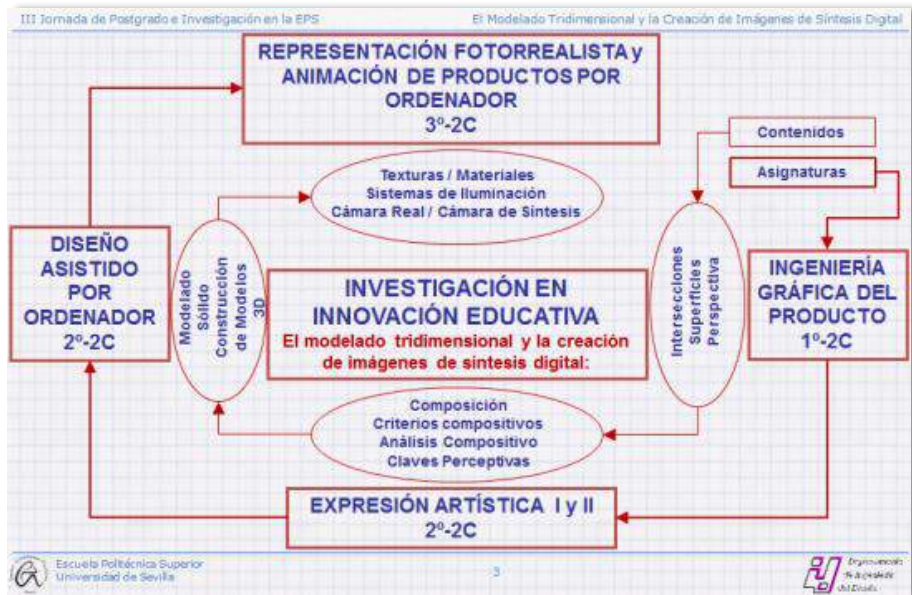 III Jornada de Postgrado e Investigación en la EPS
El Modelado Tridimensional y la Creación de Imágenes de Síntesis Digital
REPRESENTACIÓN FOTORREALISTA y
ANIMACIÓN DE PRODUCTOS POR
ORDENADOR
3º-2C
Contenidos
Asignaturas
Texturas / Materiales
Sistemas de Iluminación
Cámara Real / Cámara de Síntesis
DISEÑO
ASISTIDO
POR
ORDENADOR
2º-2C
Modelado
Sólido
Construcción
de Modelos
3D
INVESTIGACIÓN EN
INNOVACIÓN EDUCATIVA
El modelado tridimensional y la creación
de imágenes de síntesis digital:
Intersecciones
Superficies
Perspectiva
INGENIERÍA
GRÁFICA DEL
PRODUCTO
1º-2C
Composición
Criterios compositivos
Análisis Compositivo
Claves Perceptivas
EXPRESIÓN ARTÍSTICA I y II
2º-2C
Escuela Politécnica Superior
Universidad de Sevilla
3
del Diseño